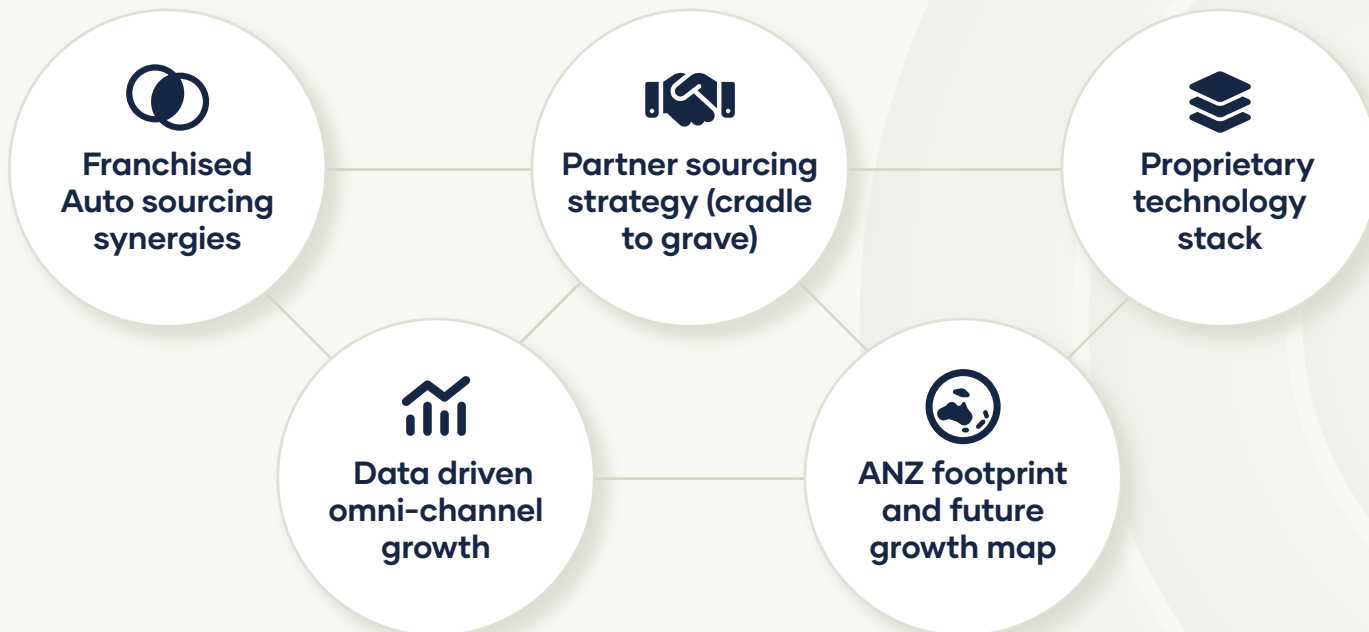 Franchised
Auto sourcing
synergies
Partner sourcing
strategy (cradle
to grave)
Proprietary
technology
stack
Data driven
omni-channel
growth
ANZ footprint
and future
growth map